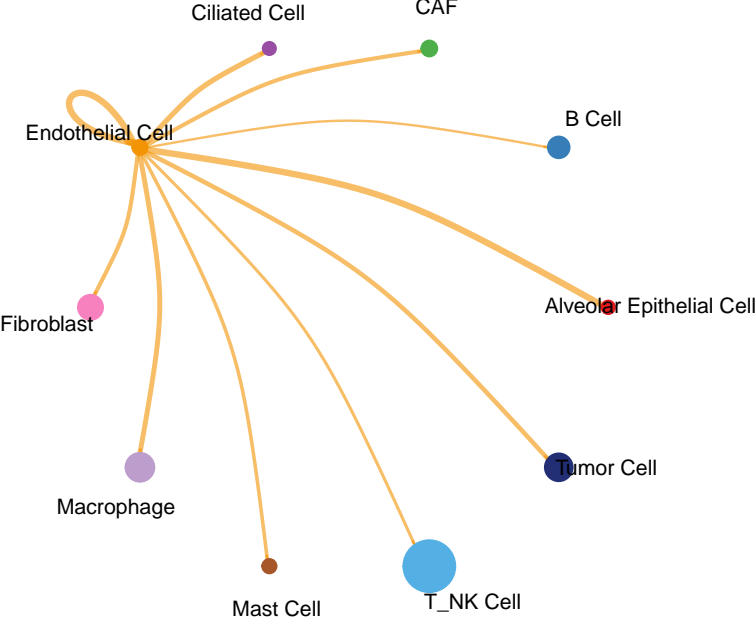 Ciliated Cell
CAF
B Cell
Endothelial Cell
Alveolar Epithelial Cell
Fibroblast
Tumor Cell
Macrophage
T_NK Cell
Mast Cell